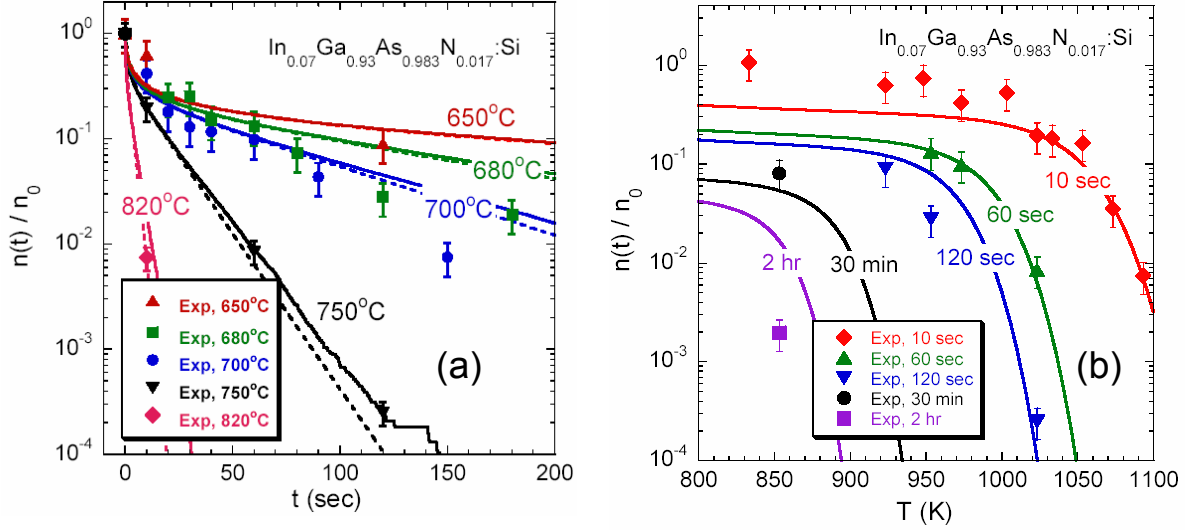 10⁰
10⁻¹
10⁻²
10⁻³
10⁻⁴
n(t) / n₀
0
50
100
150
200
t (sec)
(a)
In₀.₀₇Ga₀.₉₃As₀.₉₈₃N₀.₀₁₇:Si
650°C
680°C
700°C
820°C
750°C
Exp, 650°C
Exp, 680°C
Exp, 700°C
Exp, 750°C
Exp, 820°C
10⁰
10⁻¹
10⁻²
10⁻³
10⁻⁴
n(t) / n₀
800
850
900
950
1000
1050
1100
T (K)
(b)
In₀.₀₇Ga₀.₉₃As₀.₉₈₃N₀.₀₁₇:Si
10 sec
60 sec
120 sec
30 min
2 hr
Exp, 10 sec
Exp, 60 sec
Exp, 120 sec
Exp, 30 min
Exp, 2 hr